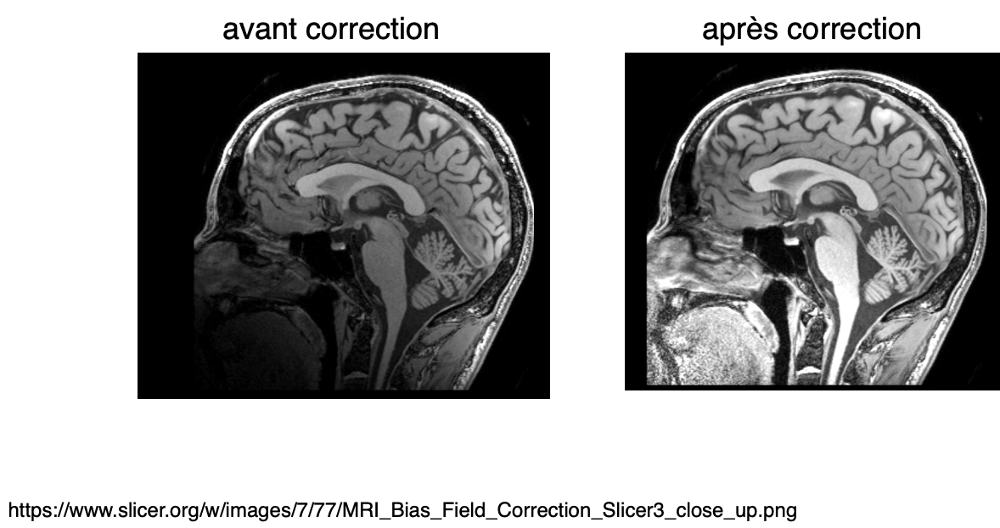 avant correction
après correction
https://www.slicer.org/w/images/7/77/MRI_Bias_Field_Correction_Slicer3_close_up.png